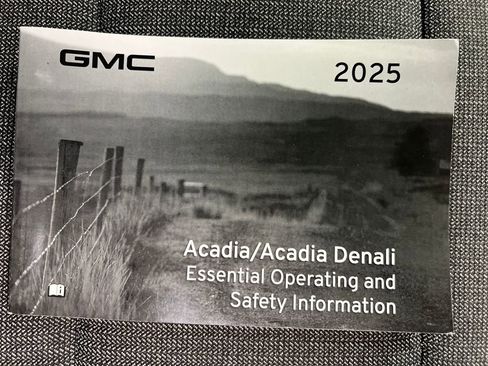 GMC
2025
Acadia/Acadia Denali
Essential Operating and
Safety Information